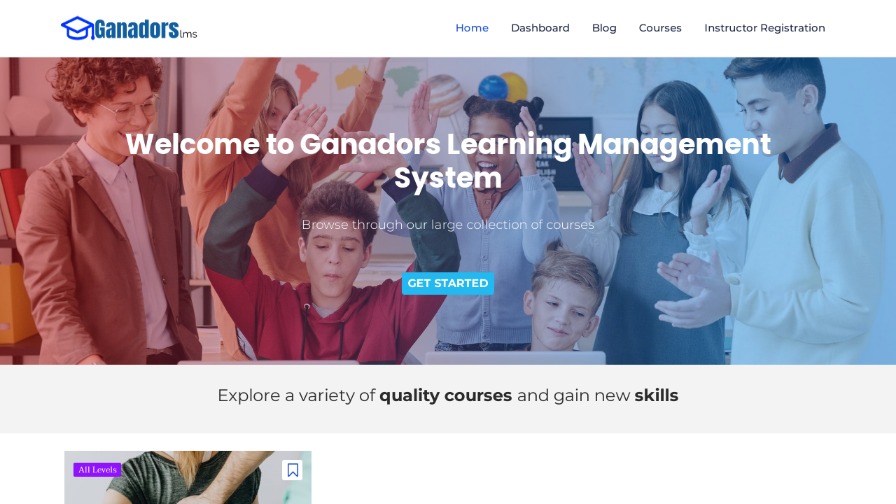 Ganadors lms
Home Dashboard Blog Courses Instructor Registration
Welcome to Ganadors Learning Management
System
Browse through our large collection of courses
GET STARTED
Explore a variety of quality courses and gain new skills
All Levels